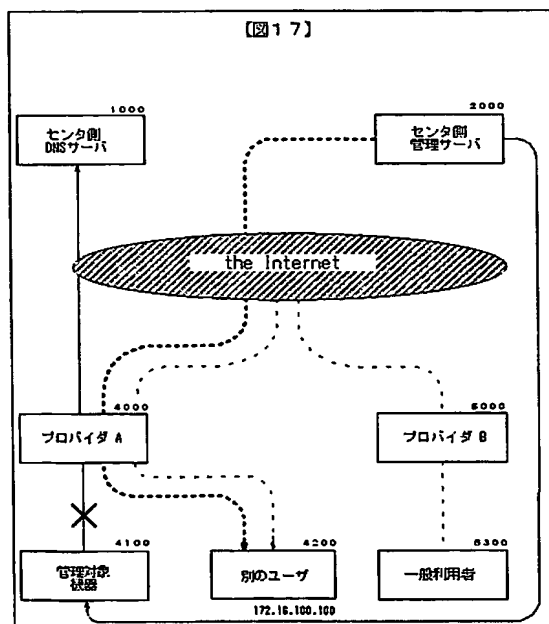 【図17】
1000
センタ側
DNSサーバ
2000
センタ側
管理サーバ
the Internet
4000
プロバイダ A
5000
プロバイダ B
4100
管理対象
機器
4200
別のユーザ
5300
一般利用者
172.16.100.100